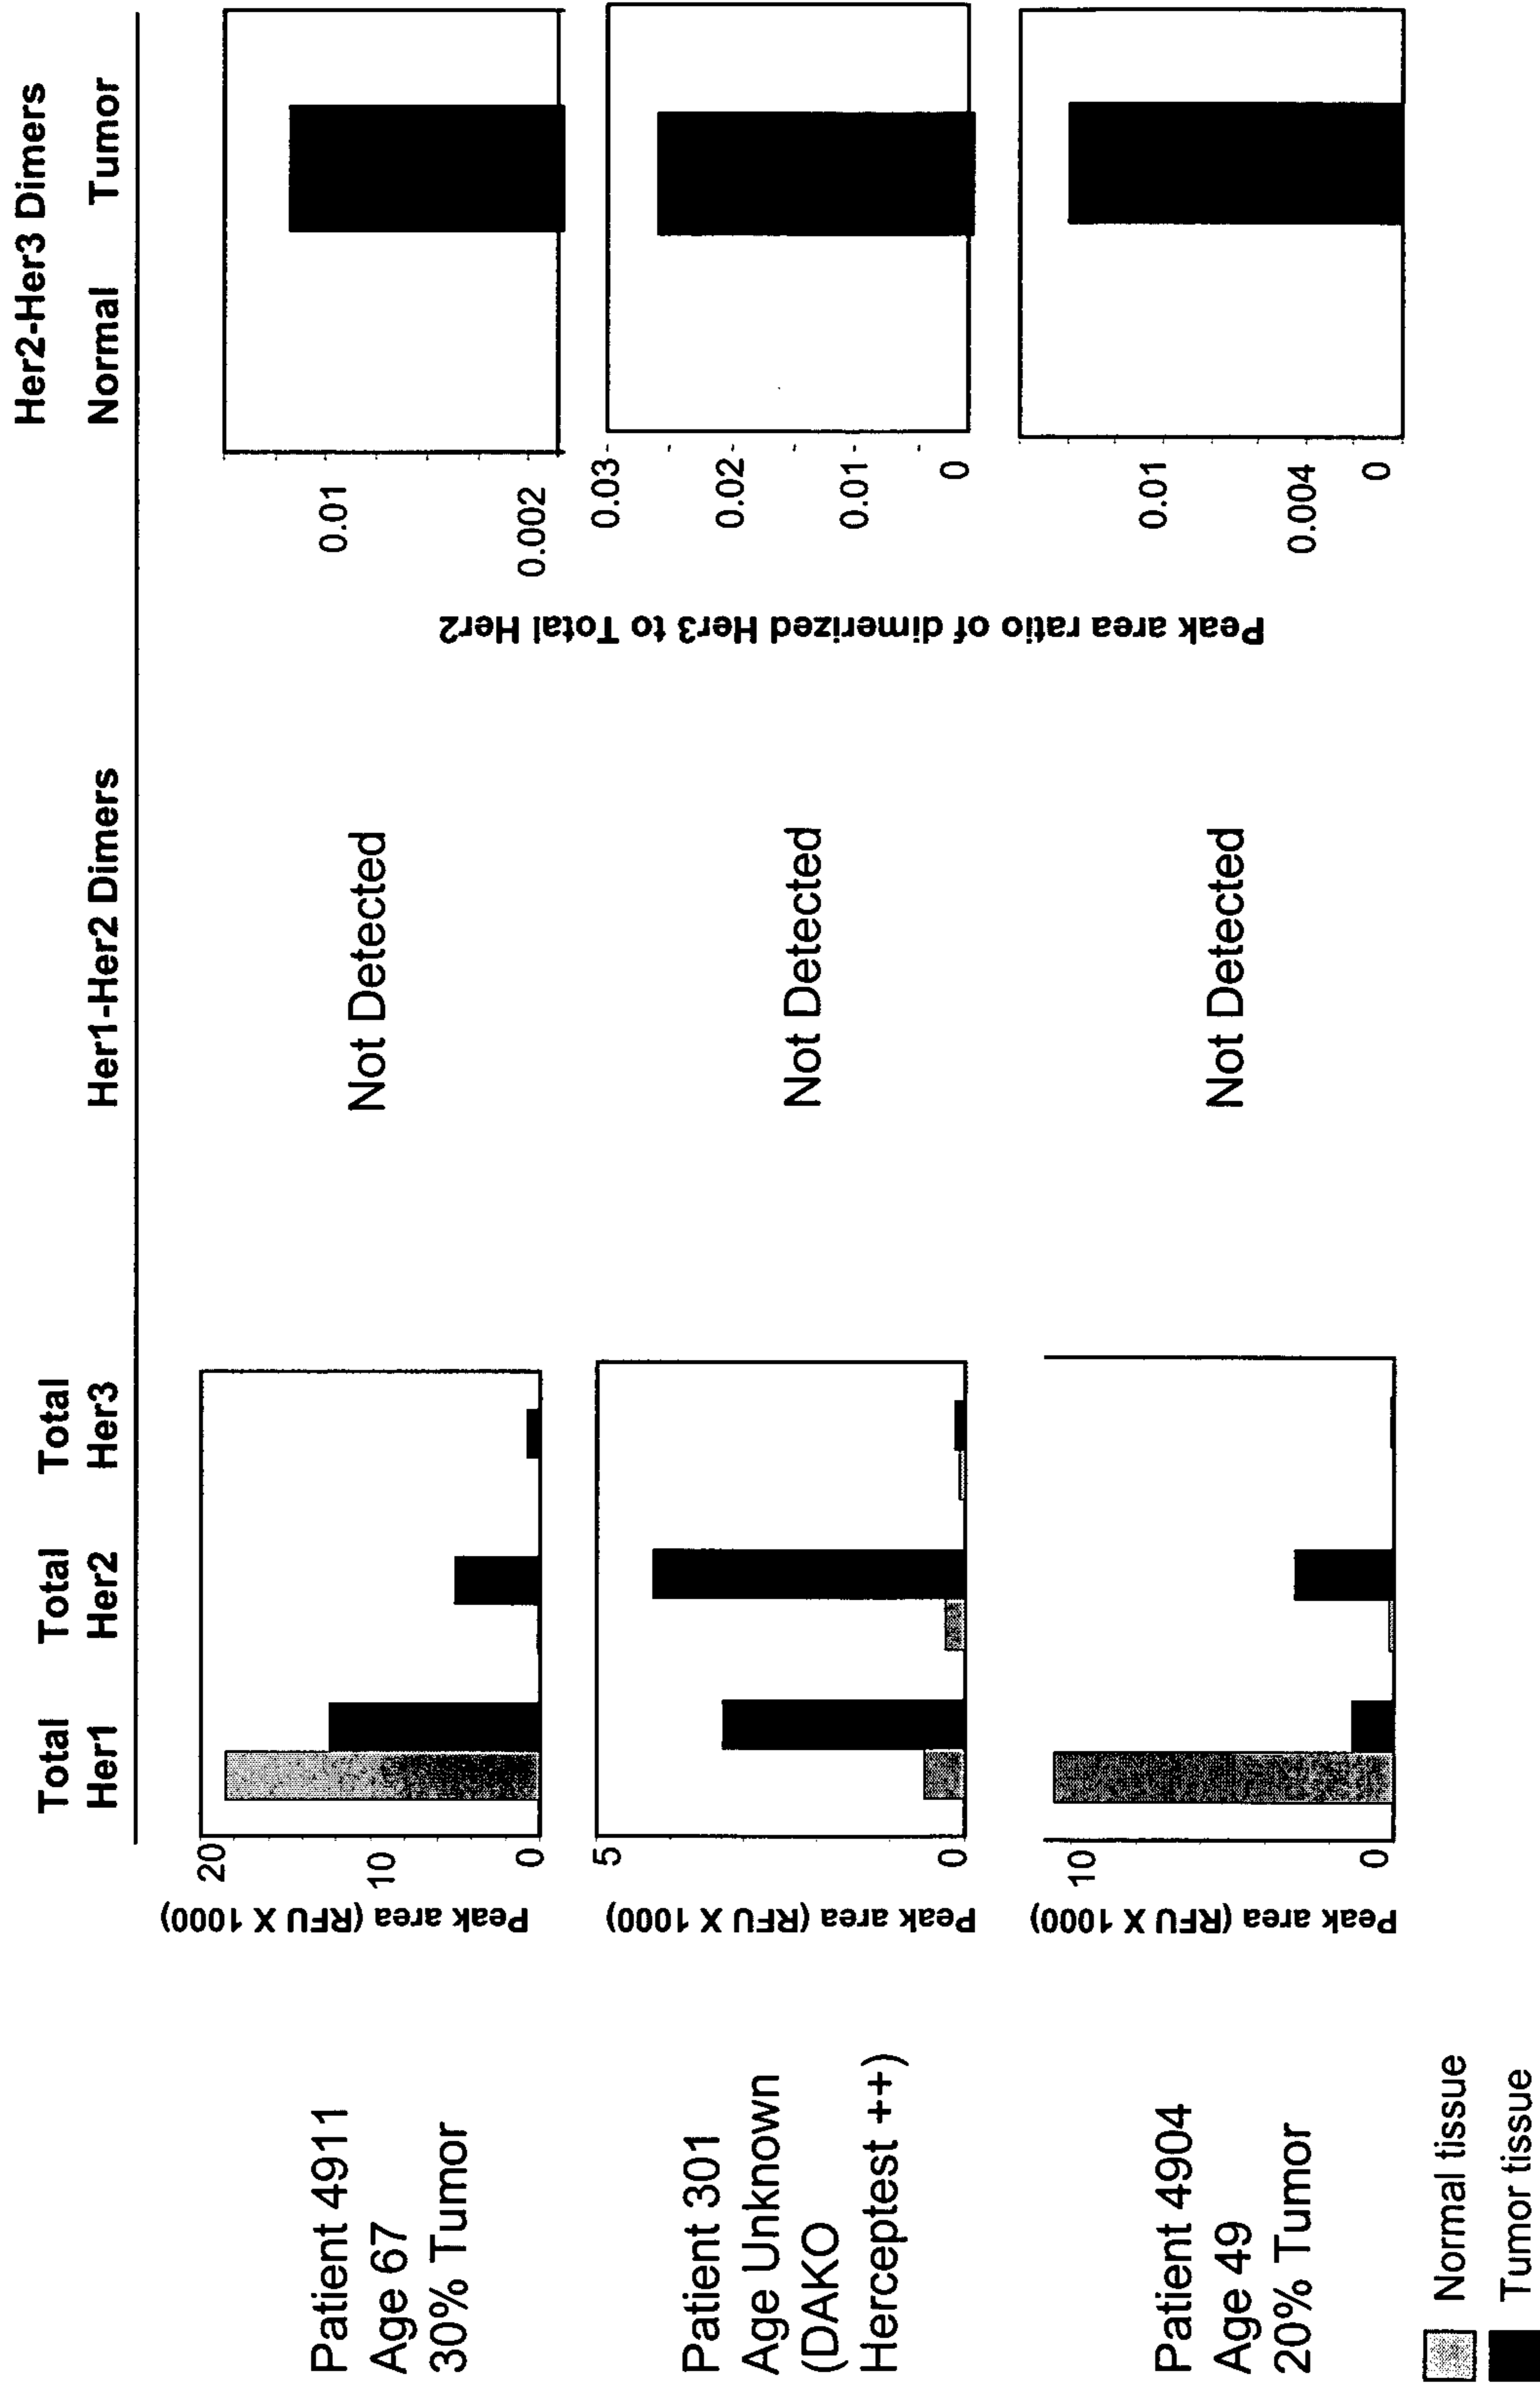 Total
Her1
Total
Her2
Total
Her3
Her1-Her2 Dimers
Her2-Her3 Dimers
Normal
Tumor
Patient 4911
Age 67
30% Tumor
Peak area (RFU X 1000)
20
10
0
Not Detected
Peak area ratio of dimerized Her3 to Total Her2
0.01
0.002
Patient 301
Age Unknown
(DAKO
Herceptest ++)
Peak area (RFU X 1000)
5
0
Not Detected
0.03
0.02
0.01
0
Patient 4904
Age 49
20% Tumor
Peak area (RFU X 1000)
10
0
Not Detected
0.01
0.004
0
Normal tissue
Tumor tissue